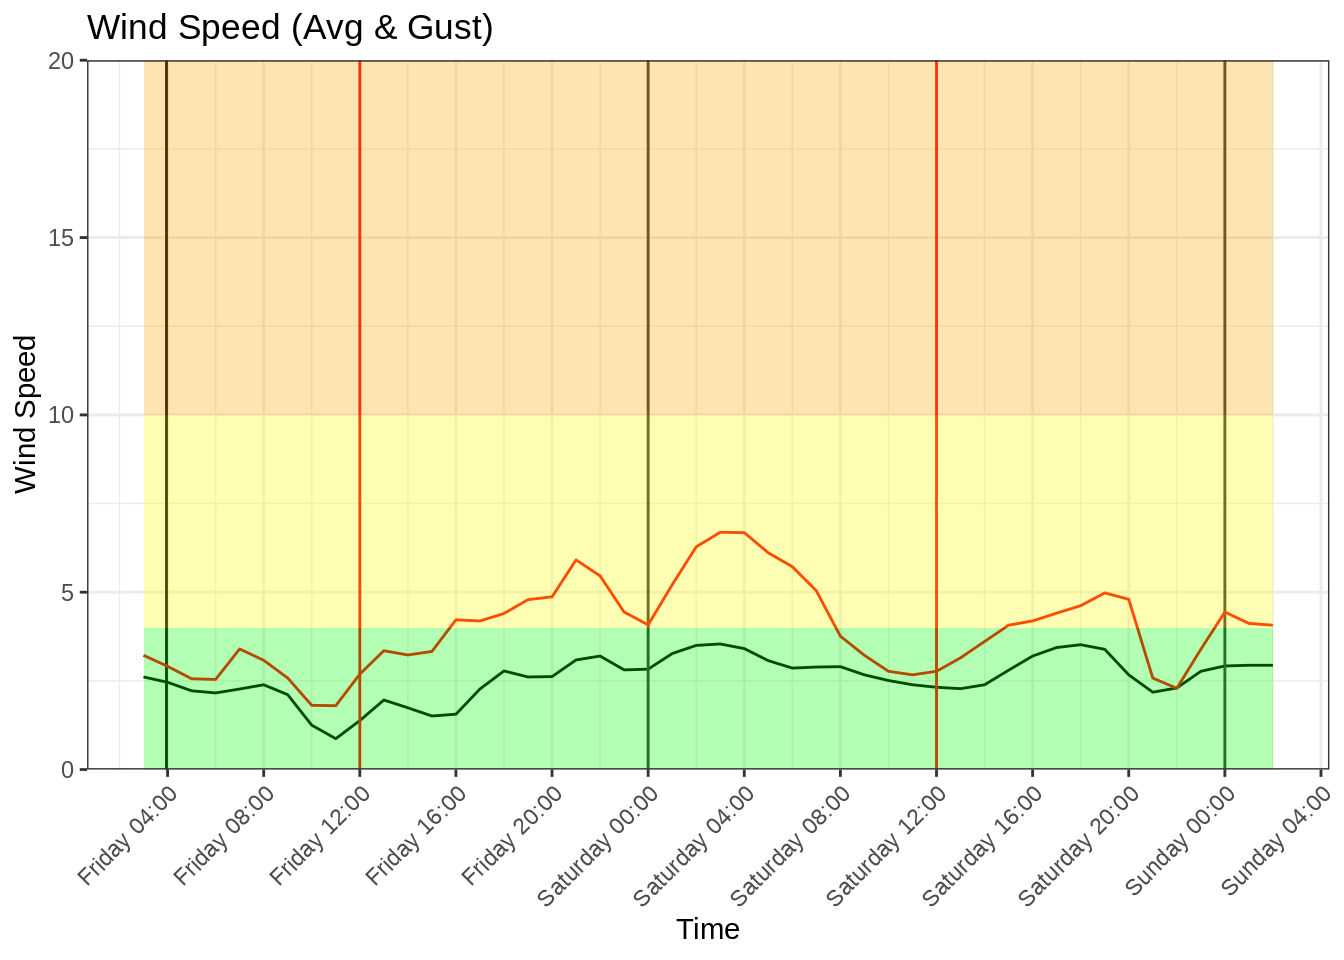 Wind Speed (Avg & Gust)
20
15
10
5
0
Wind Speed
Friday 04:00
Friday 08:00
Friday 12:00
Friday 16:00
Friday 20:00
Saturday 00:00
Saturday 04:00
Saturday 08:00
Saturday 12:00
Saturday 16:00
Saturday 20:00
Sunday 00:00
Sunday 04:00
Time